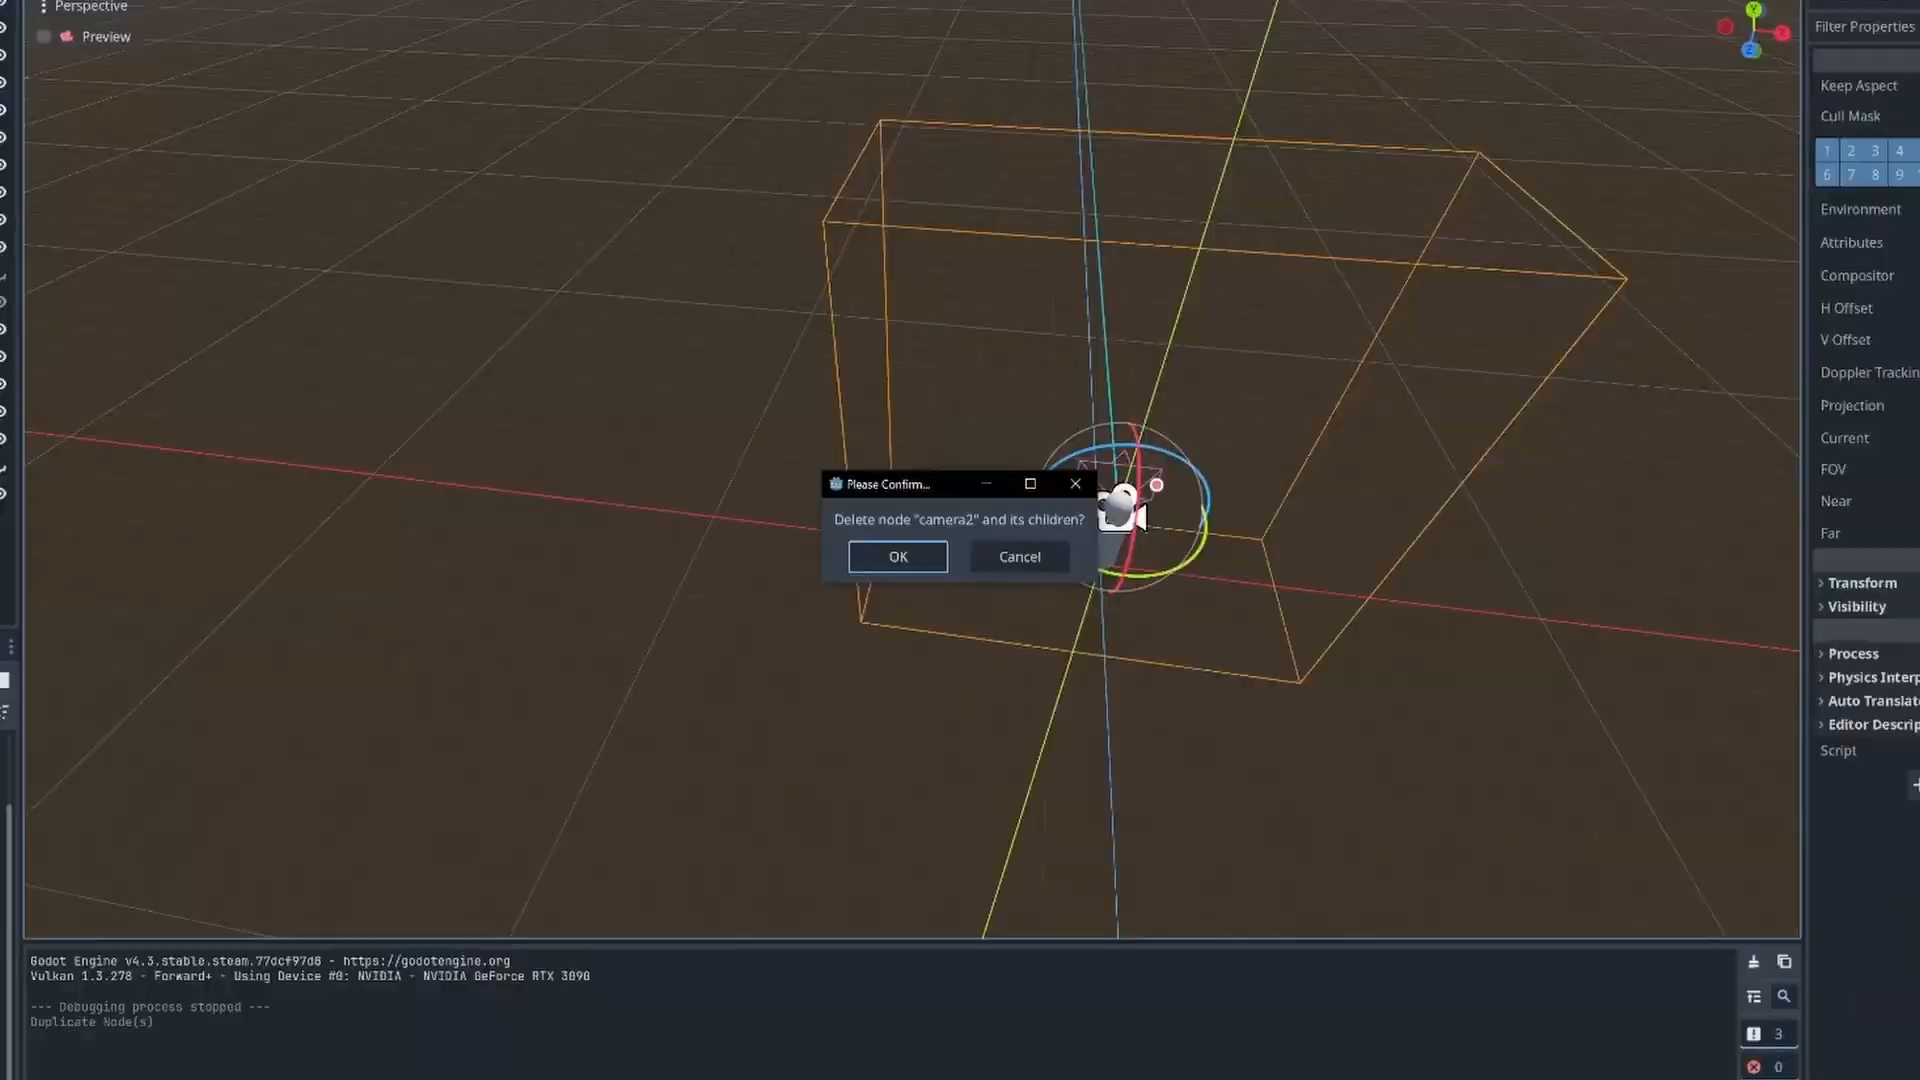 Perspective
Preview
Y
X
Z
Filter Properties
Keep Aspect
Cull Mask
1 2 3 4
6 7 8 9
Environment
Attributes
Compositor
H Offset
V Offset
Doppler Trackin
Projection
Current
FOV
Near
Far
Transform
Visibility
Process
Physics Interp
Auto Translat
Editor Descrip
Script
Please Confirm...
Delete node "camera2" and its children?
OK
Cancel
Godot Engine v4.3.stable.steam.77dcf97d8 - https://godotengine.org
Vulkan 1.3.278 - Forward+ - Using Device #0: NVIDIA - NVIDIA GeForce RTX 3090
--- Debugging process stopped ---
Duplicate Node(s)
3
0